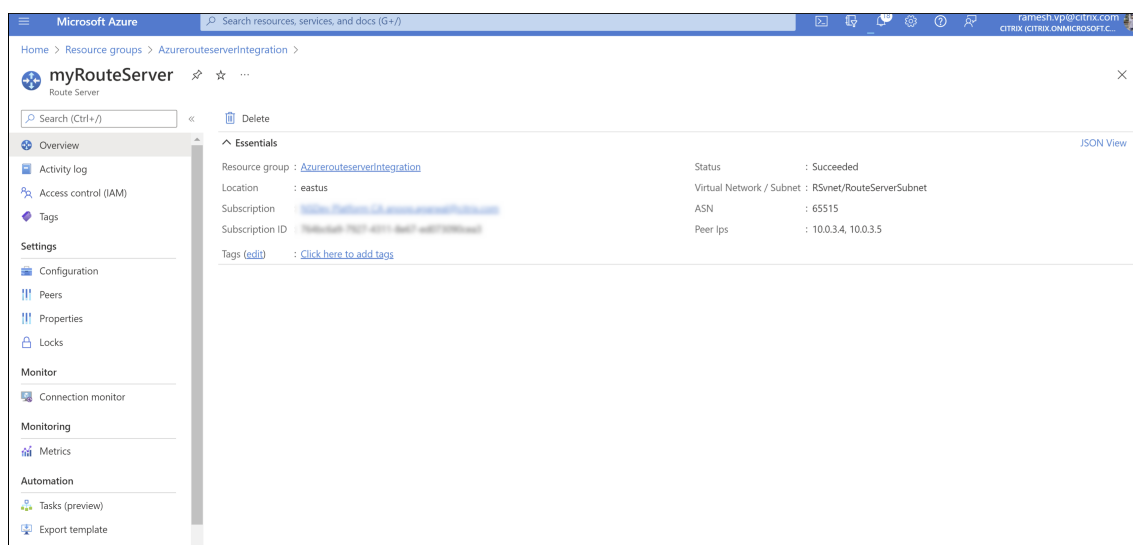 Microsoft Azure
Search resources, services, and docs (G+/)
ramesh.vp@citrix.com
CITRIX (CITRIX.ONMICROSOFT.C...
Home > Resource groups > AzurerouteserverIntegration >
myRouteServer
Route Server
Search (Ctrl+/)
Delete
Overview
Activity log
Access control (IAM)
Tags
Settings
Configuration
Peers
Properties
Locks
Monitor
Connection monitor
Monitoring
Metrics
Automation
Tasks (preview)
Export template
Essentials
JSON View
Resource group : AzurerouteserverIntegration
Location : eastus
Subscription :
Subscription ID :
Tags (edit) : Click here to add tags
Status : Succeeded
Virtual Network / Subnet : RSvnet/RouteServerSubnet
ASN : 65515
Peer Ips : 10.0.3.4, 10.0.3.5